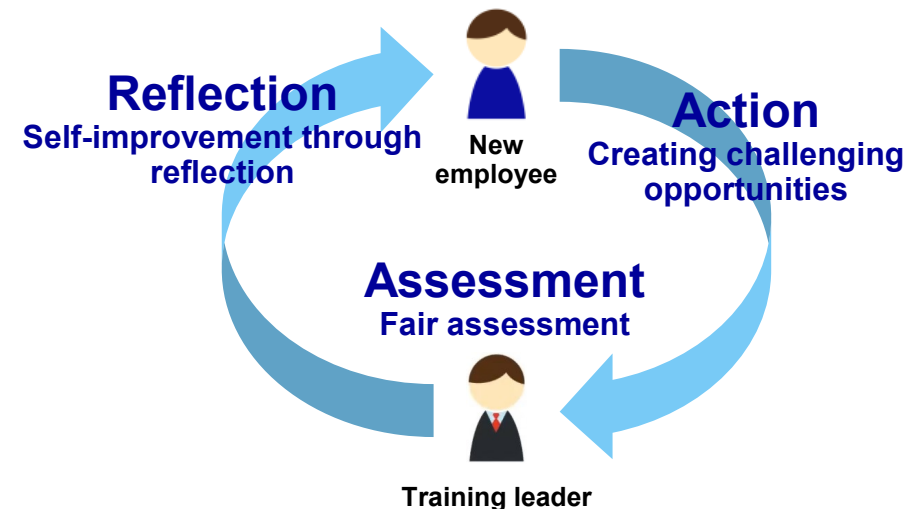 Reflection
Self-improvement through
reflection
New
employee
Action
Creating challenging
opportunities
Assessment
Fair assessment
Training leader